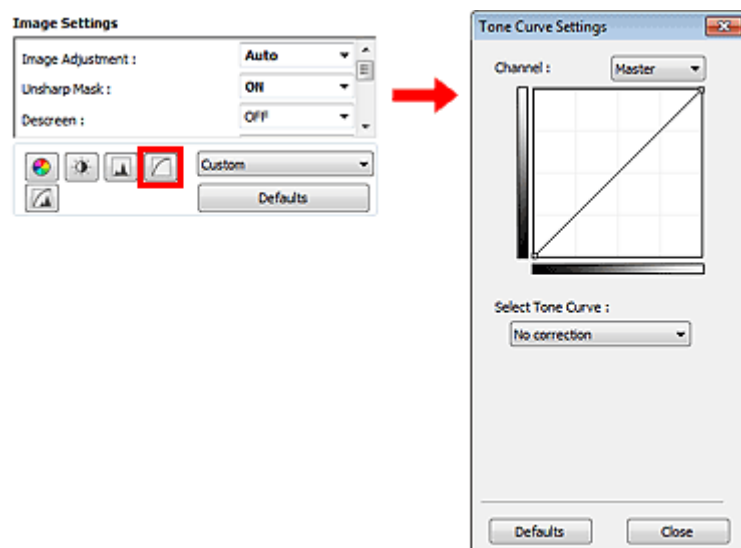 Image Settings
Image Adjustment : Auto
Unsharp Mask : ON
Descreen : OFF
Custom
Defaults
Tone Curve Settings
Channel : Master
Select Tone Curve :
No correction
Defaults Close